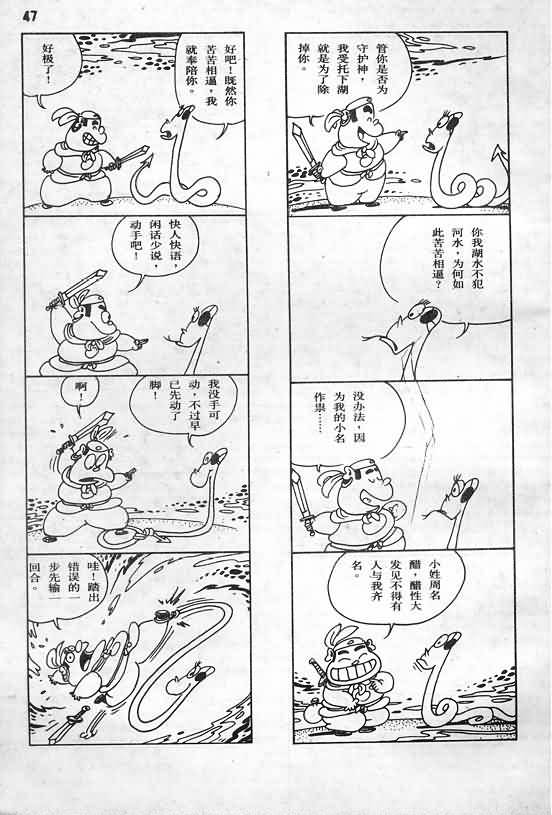 47
管你是否为
守护神，
我受托下湖
就是为了除
掉你。
你我湖水不犯
河水，为何如
此苦苦相逼？
没办法，因
为我的小名
作祟……
小姓周名
醋，醋性大
发见不得有
人与我齐
名。
好吧！既然你
苦苦相逼，我
就奉陪你。
好极了！
快人快语，
闲话少说，
动手吧！
我没手可
动，不过早
已先动了
脚！
啊！
哇！踏出
错误的一
步先输一
回合。